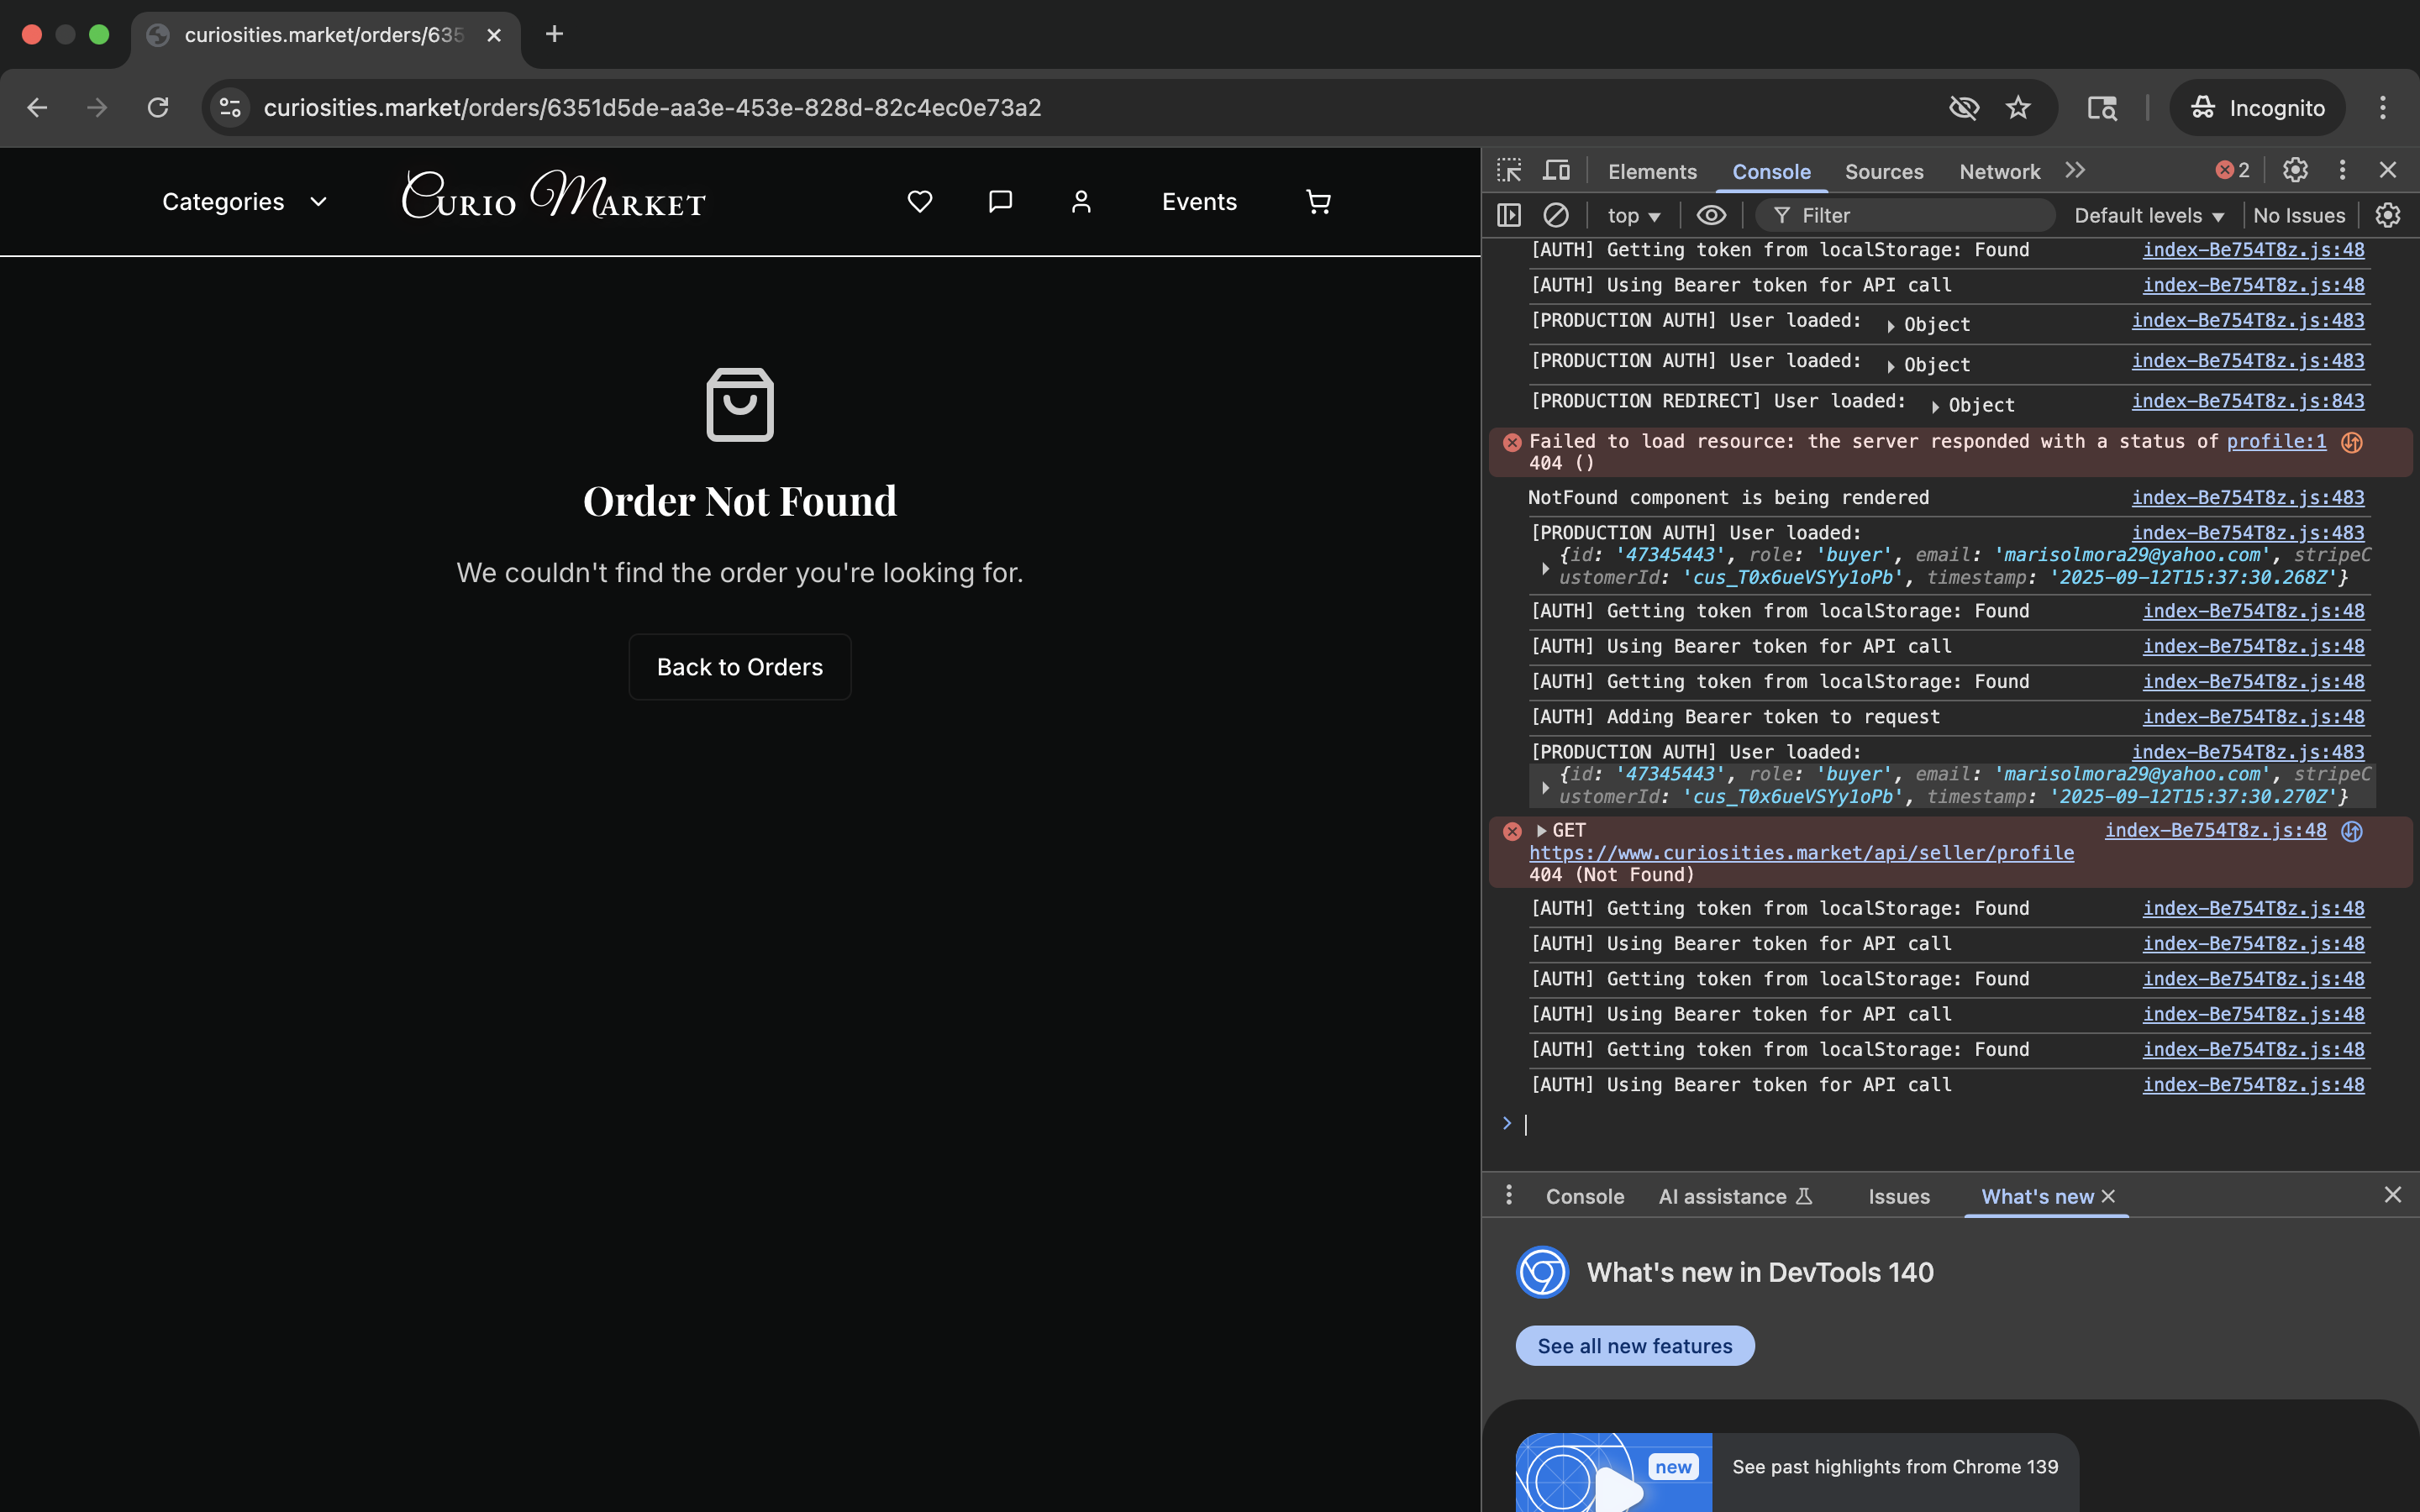 curiosities.market/orders/635
curiosities.market/orders/6351d5de-aa3e-453e-828d-82c4ec0e73a2
Incognito
Categories
Curio Market
Events
Order Not Found
We couldn't find the order you're looking for.
Back to Orders
Elements Console Sources Network 2
top Filter Default levels No Issues
[AUTH] Getting token from localStorage: Found index-Be754T8z.js:48
[AUTH] Using Bearer token for API call index-Be754T8z.js:48
[PRODUCTION AUTH] User loaded: Object index-Be754T8z.js:483
[PRODUCTION AUTH] User loaded: Object index-Be754T8z.js:483
[PRODUCTION REDIRECT] User loaded: Object index-Be754T8z.js:843
Failed to load resource: the server responded with a status of profile:1
404 ()
NotFound component is being rendered index-Be754T8z.js:483
[PRODUCTION AUTH] User loaded: index-Be754T8z.js:483
{id: '47345443', role: 'buyer', email: 'marisolmora29@yahoo.com', stripeC
ustomerId: 'cus_T0x6ueVSYy1oPb', timestamp: '2025-09-12T15:37:30.268Z'}
[AUTH] Getting token from localStorage: Found index-Be754T8z.js:48
[AUTH] Using Bearer token for API call index-Be754T8z.js:48
[AUTH] Getting token from localStorage: Found index-Be754T8z.js:48
[AUTH] Adding Bearer token to request index-Be754T8z.js:48
[PRODUCTION AUTH] User loaded: index-Be754T8z.js:483
{id: '47345443', role: 'buyer', email: 'marisolmora29@yahoo.com', stripeC
ustomerId: 'cus_T0x6ueVSYy1oPb', timestamp: '2025-09-12T15:37:30.270Z'}
GET index-Be754T8z.js:48
https://www.curiosities.market/api/seller/profile
404 (Not Found)
[AUTH] Getting token from localStorage: Found index-Be754T8z.js:48
[AUTH] Using Bearer token for API call index-Be754T8z.js:48
[AUTH] Getting token from localStorage: Found index-Be754T8z.js:48
[AUTH] Using Bearer token for API call index-Be754T8z.js:48
[AUTH] Getting token from localStorage: Found index-Be754T8z.js:48
[AUTH] Using Bearer token for API call index-Be754T8z.js:48
Console AI assistance Issues What's new
What's new in DevTools 140
See all new features
new
See past highlights from Chrome 139